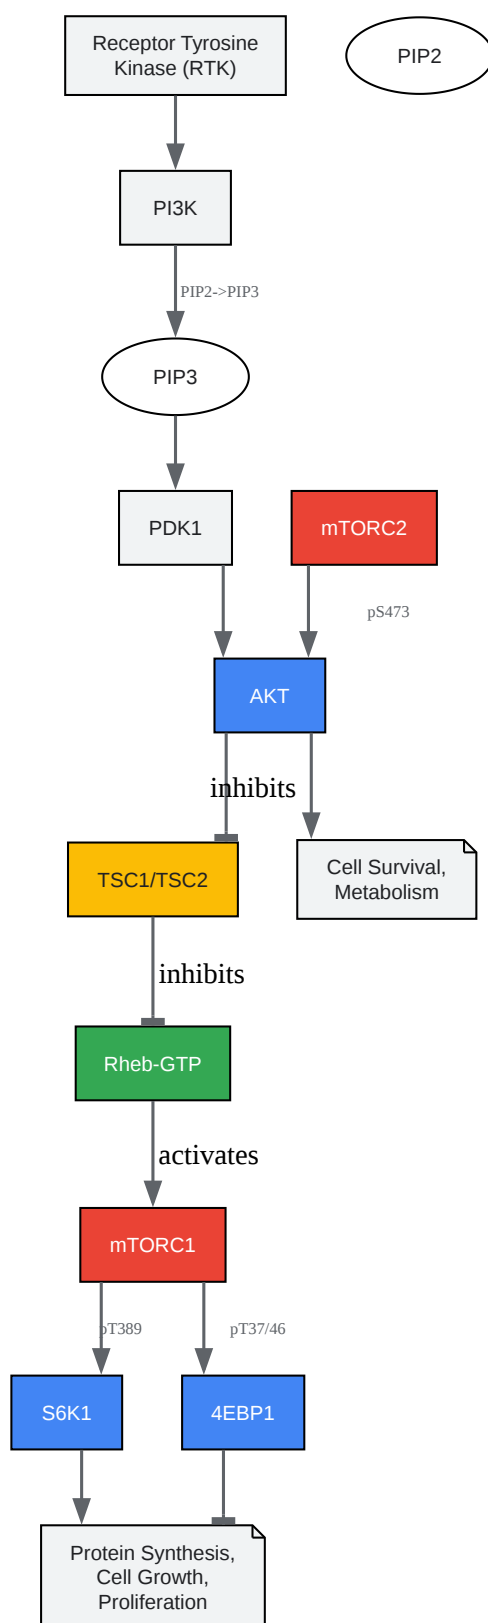 Receptor Tyrosine
Kinase (RTK)
PIP2
PI3K
PIP2->PIP3
PIP3
PDK1
mTORC2
pS473
AKT
inhibits
TSC1/TSC2
Cell Survival,
Metabolism
inhibits
Rheb-GTP
activates
mTORC1
pT389
pT37/46
S6K1
4EBP1
Protein Synthesis,
Cell Growth,
Proliferation